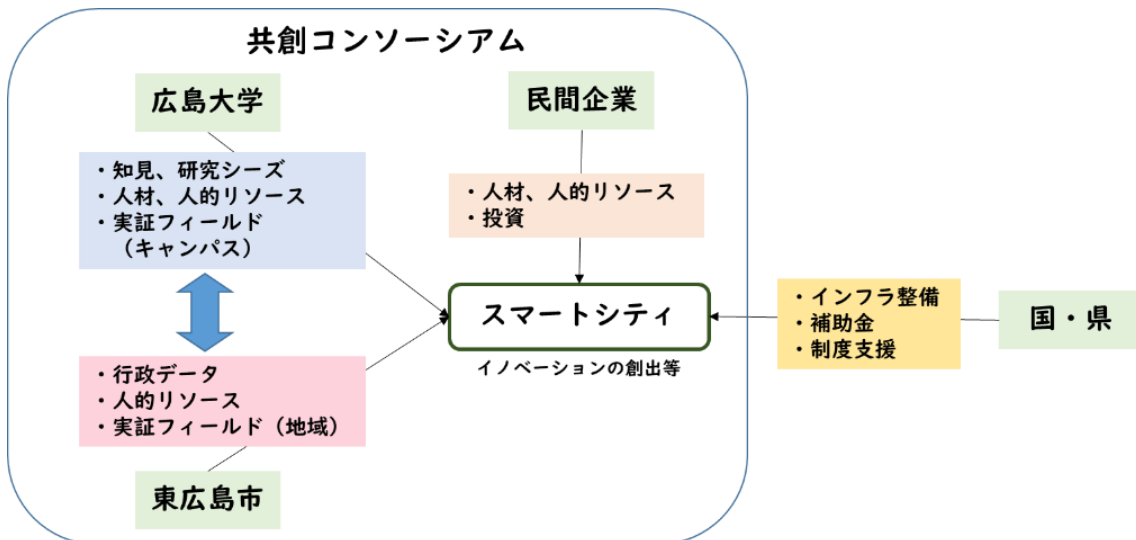 共創コンソーシアム
広島大学
・知見、研究シーズ
・人材、人的リソース
・実証フィールド
（キャンパス）
民間企業
・人材、人的リソース
・投資
スマートシティ
イノベーションの創出等
・インフラ整備
・補助金
・制度支援
国・県
・行政データ
・人的リソース
・実証フィールド（地域）
東広島市